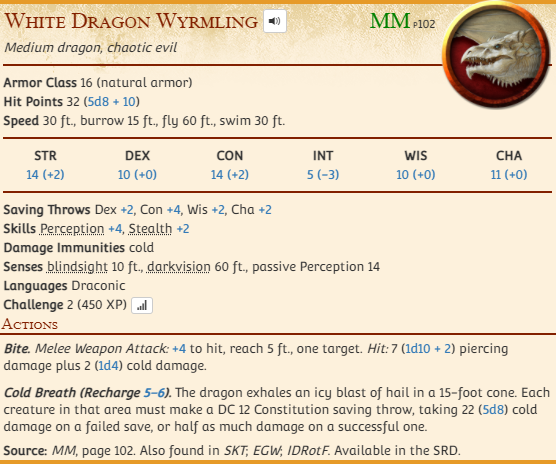 White Dragon Wyrmling MM P102
Medium dragon, chaotic evil
Armor Class 16 (natural armor)
Hit Points 32 (5d8 + 10)
Speed 30 ft., burrow 15 ft., fly 60 ft., swim 30 ft.
STR DEX CON INT WIS CHA
14 (+2) 10 (+0) 14 (+2) 5 (−3) 10 (+0) 11 (+0)
Saving Throws Dex +2, Con +4, Wis +2, Cha +2
Skills Perception +4, Stealth +2
Damage Immunities cold
Senses blindsight 10 ft., darkvision 60 ft., passive Perception 14
Languages Draconic
Challenge 2 (450 XP)
Actions
Bite. Melee Weapon Attack: +4 to hit, reach 5 ft., one target. Hit: 7 (1d10 + 2) piercing
damage plus 2 (1d4) cold damage.
Cold Breath (Recharge 5–6). The dragon exhales an icy blast of hail in a 15-foot cone. Each
creature in that area must make a DC 12 Constitution saving throw, taking 22 (5d8) cold
damage on a failed save, or half as much damage on a successful one.
Source: MM, page 102. Also found in SKT; EGW; IDRotF. Available in the SRD.